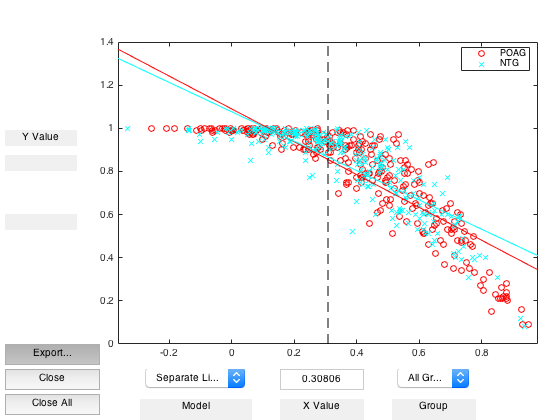 1.4
POAG
NTG
1.2
Y Value
1
0.8
0.6
0.4
0.2
0
-0.2 0 0.2 0.4 0.6 0.8
Export...
Close
Separate Li...
0.30806
All Gr...
Close All
Model
X Value
Group